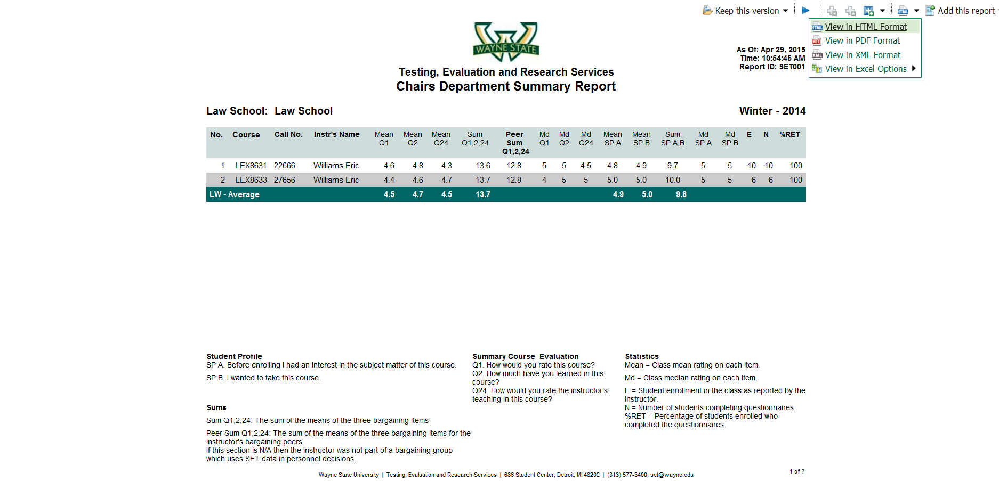 Keep this version Add this report
View in HTML Format
View in PDF Format
View in XML Format
View in Excel Options
WAYNE STATE
As Of: Apr 29, 2015
Time: 10:54:45 AM
Report ID: SET001
Testing, Evaluation and Research Services
Chairs Department Summary Report
Law School: Law School Winter - 2014
No. Course Call No. Instr's Name Mean Q1 Mean Q2 Mean Q24 Sum Q1,2,24 Peer Sum Q1,2,24 Md Q1 Md Q2 Md Q24 Mean SP A Mean SP B Sum SP A,B Md SP A Md SP B E N %RET
1 LEX8631 22666 Williams Eric 4.6 4.8 4.3 13.6 12.8 5 5 4.5 4.8 4.9 9.7 5 5 10 10 100
2 LEX8633 27656 Williams Eric 4.4 4.6 4.7 13.7 12.8 4 5 5 5.0 5.0 10.0 5 5 6 6 100
LW - Average 4.5 4.7 4.5 13.7 4.9 5.0 9.8
Student Profile
SP A. Before enrolling I had an interest in the subject matter of this course.
SP B. I wanted to take this course.
Sums
Sum Q1,2,24: The sum of the means of the three bargaining items
Peer Sum Q1,2,24: The sum of the means of the three bargaining items for the
instructor's bargaining peers.
If this section is N/A then the instructor was not part of a bargaining group
which uses SET data in personnel decisions.
Summary Course Evaluation
Q1. How would you rate this course?
Q2. How much have you learned in this
course?
Q24. How would you rate the instructor's
teaching in this course?
Statistics
Mean = Class mean rating on each item.
Md = Class median rating on each item.
E = Student enrollment in the class as reported by the
instructor.
N = Number of students completing questionnaires.
%RET = Percentage of students enrolled who
completed the questionnaires.
Wayne State University | Testing, Evaluation and Research Services | 686 Student Center, Detroit, MI 48202 | (313) 577-3400, set@wayne.edu
1 of ?